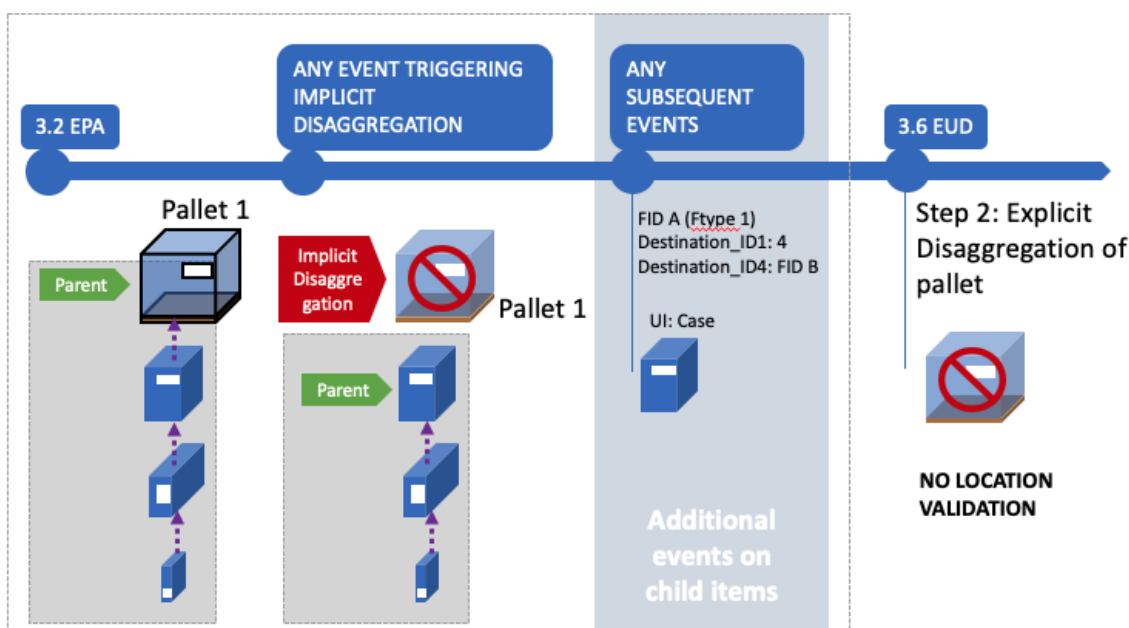 3.2 EPA
ANY EVENT TRIGGERING
IMPLICIT
DISAGGREGATION
ANY
SUBSEQUENT
EVENTS
3.6 EUD
Pallet 1
Parent
Implicit
Disaggre
gation
Pallet 1
Parent
FID A (Ftype 1)
Destination_ID1: 4
Destination_ID4: FID B
UI: Case
Additional
events on
child items
Step 2: Explicit
Disaggregation of
pallet
NO LOCATION
VALIDATION